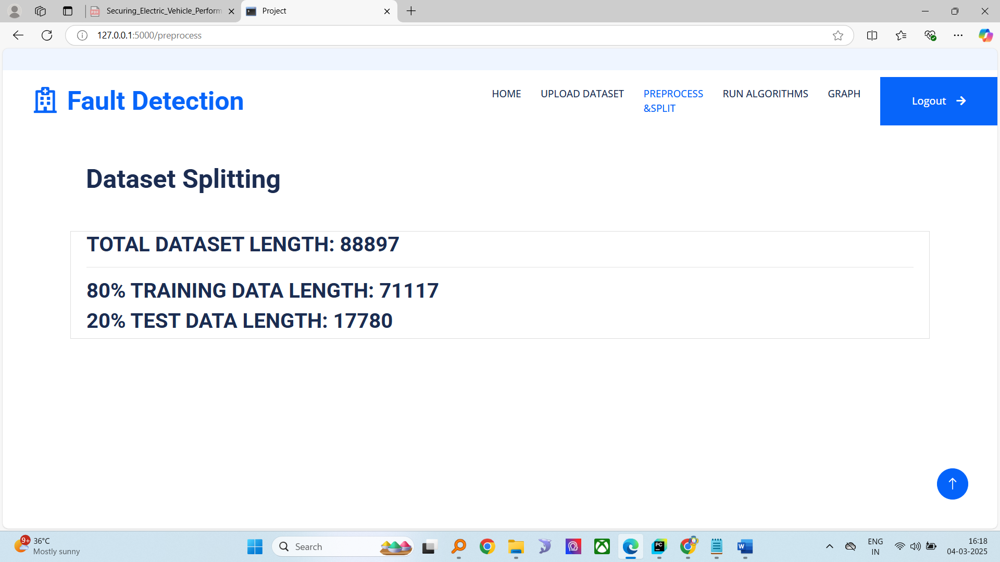 Securing_Electric_Vehicle_Perform
Project
127.0.0.1:5000/preprocess
Fault Detection
HOME
UPLOAD DATASET
PREPROCESS
&SPLIT
RUN ALGORITHMS
GRAPH
Logout
Dataset Splitting
TOTAL DATASET LENGTH: 88897
80% TRAINING DATA LENGTH: 71117
20% TEST DATA LENGTH: 17780
9+
36°C
Mostly sunny
Search
PC
W
ENG
IN
16:18
04-03-2025